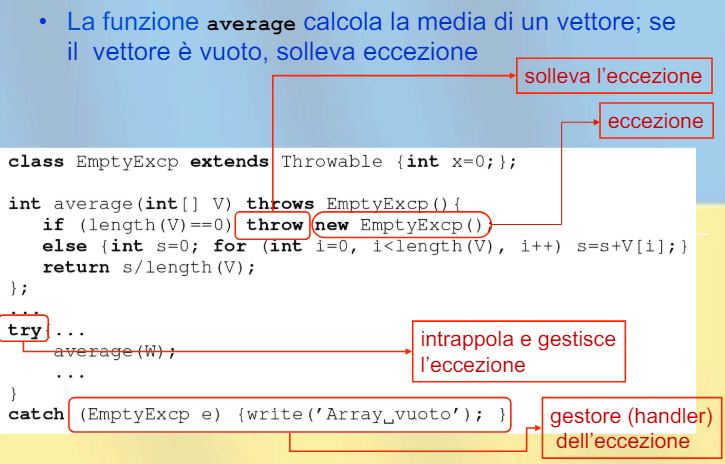 • La funzione average calcola la media di un vettore; se
il vettore è vuoto, solleva eccezione
solleva l'eccezione
eccezione
class EmptyExcp extends Throwable {int x=0;};
int average(int[] V) throws EmptyExcp(){
if (length(V)==0) throw new EmptyExcp();
else {int s=0; for (int i=0, i<length(V), i++) s=s+V[i];}
return s/length(V);
};
...
try{...
average(W);
...
}
catch (EmptyExcp e) {write('Array␣vuoto'); }
intrappola e gestisce
l'eccezione
gestore (handler)
dell'eccezione